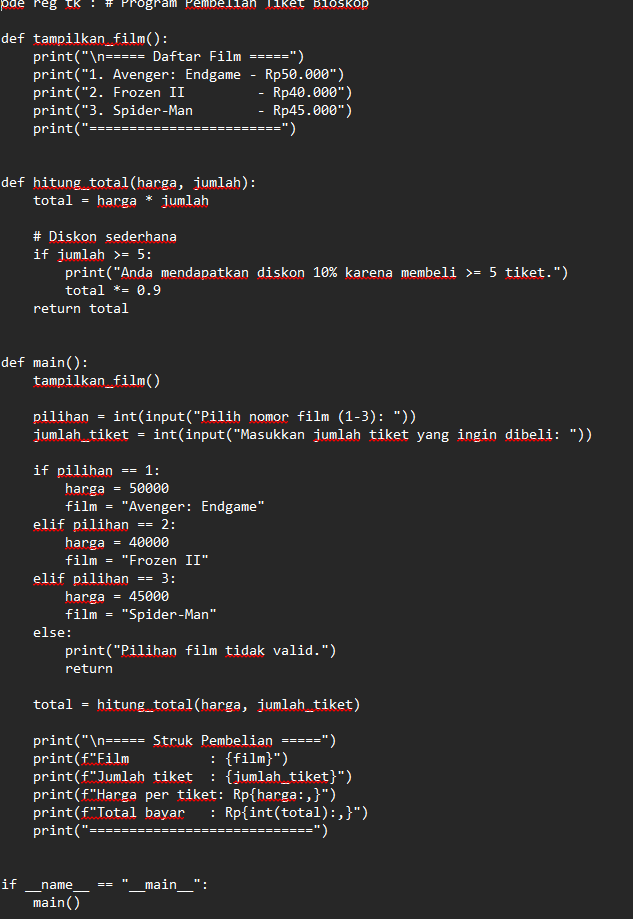 pde reg tk : # Program Pembelian Tiket Bioskop

def tampilkan_film():
    print("\n===== Daftar Film =====")
    print("1. Avenger: Endgame - Rp50.000")
    print("2. Frozen II         - Rp40.000")
    print("3. Spider-Man        - Rp45.000")
    print("========================")


def hitung_total(harga, jumlah):
    total = harga * jumlah

    # Diskon sederhana
    if jumlah >= 5:
        print("Anda mendapatkan diskon 10% karena membeli >= 5 tiket.")
        total *= 0.9
    return total


def main():
    tampilkan_film()

    pilihan = int(input("Pilih nomor film (1-3): "))
    jumlah_tiket = int(input("Masukkan jumlah tiket yang ingin dibeli: "))

    if pilihan == 1:
        harga = 50000
        film = "Avenger: Endgame"
    elif pilihan == 2:
        harga = 40000
        film = "Frozen II"
    elif pilihan == 3:
        harga = 45000
        film = "Spider-Man"
    else:
        print("Pilihan film tidak valid.")
        return

    total = hitung_total(harga, jumlah_tiket)

    print("\n===== Struk Pembelian =====")
    print(f"Film          : {film}")
    print(f"Jumlah tiket  : {jumlah_tiket}")
    print(f"Harga per tiket: Rp{harga:,}")
    print(f"Total bayar   : Rp{int(total):,}")
    print("============================")


if __name__ == "__main__":
    main()